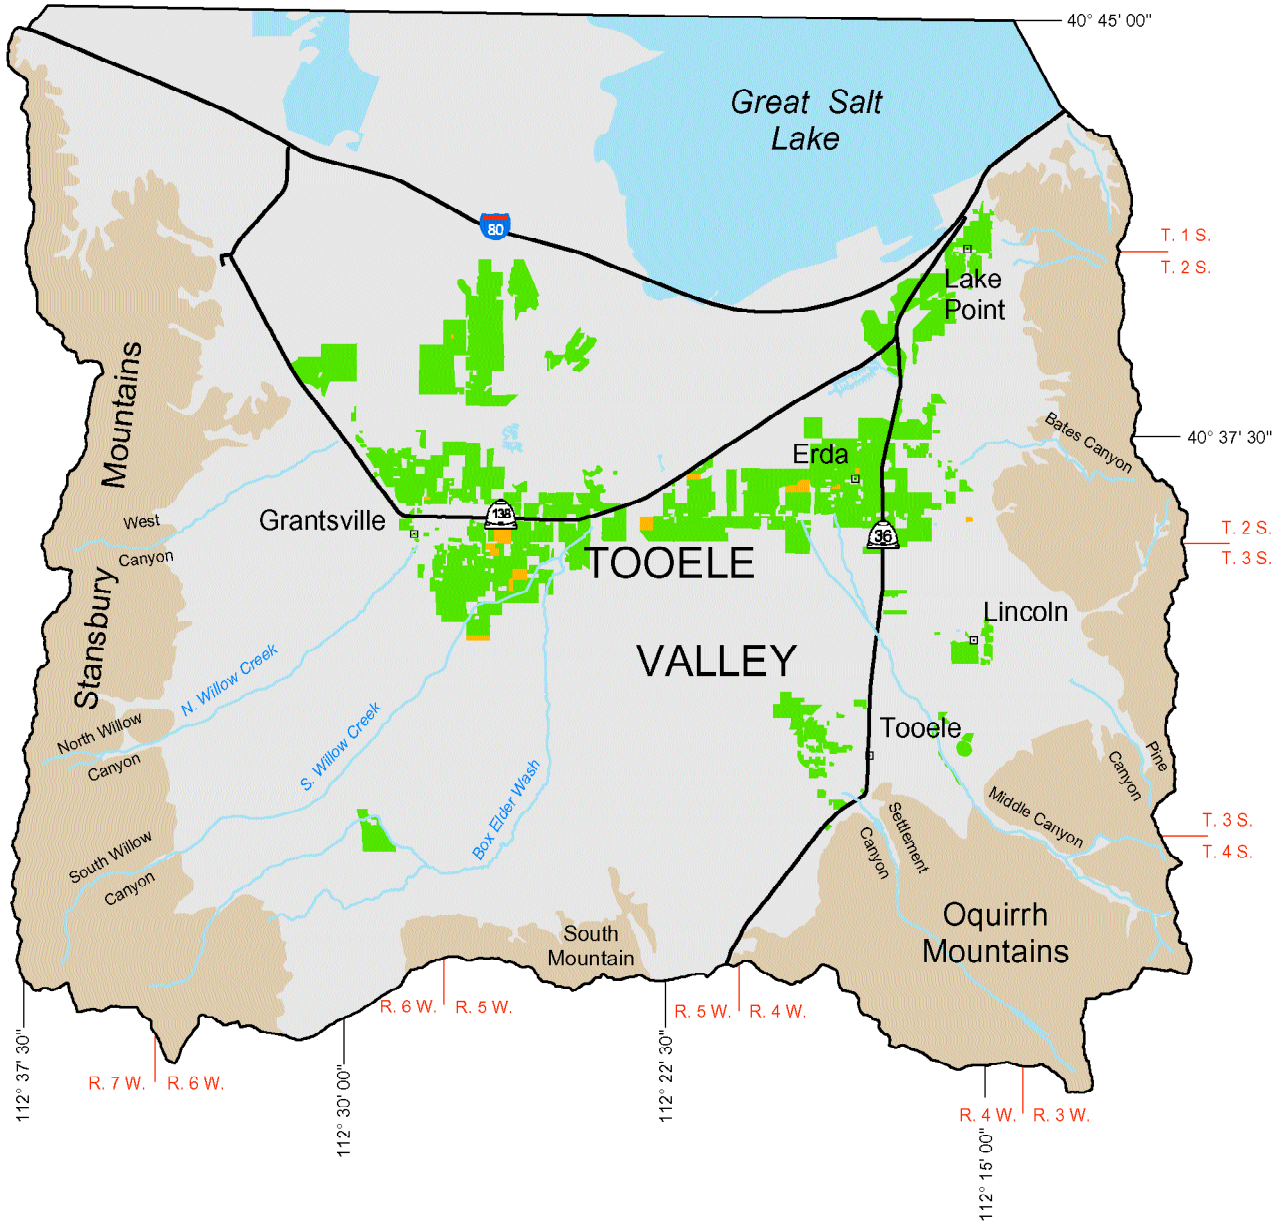 40° 45' 00"
Great Salt
Lake
80
T. 1 S.
T. 2 S.
Lake
Point
Mountains
Stansbury
40° 37' 30"
Bates Canyon
Erda
West
Canyon
Grantsville
138
36
T. 2 S.
T. 3 S.
TOOELE
VALLEY
Lincoln
N. Willow Creek
S. Willow Creek
Box Elder Wash
North Willow
Canyon
Tooele
Pine
Canyon
Middle Canyon
Settlement
Canyon
T. 3 S.
T. 4 S.
South Willow
Canyon
Oquirrh
Mountains
South
Mountain
R. 6 W.
R. 5 W.
R. 5 W.
R. 4 W.
R. 7 W.
R. 6 W.
R. 4 W.
R. 3 W.
112° 37' 30"
112° 30' 00"
112° 22' 30"
112° 15' 00"